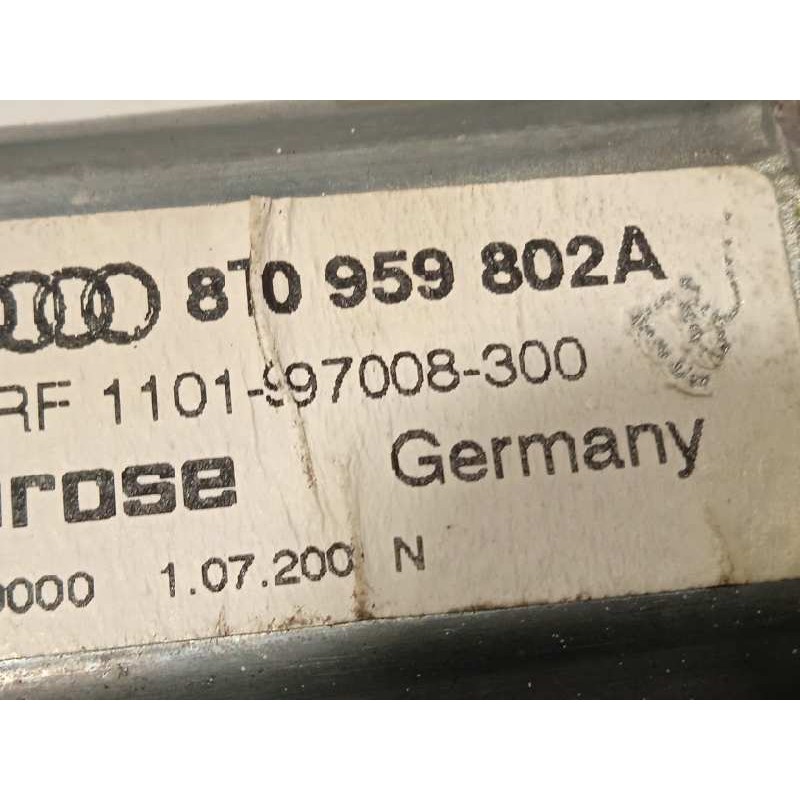 8T0 959 802A
RF 1101-997008-300
rose Germany
0000 1.07.200 N